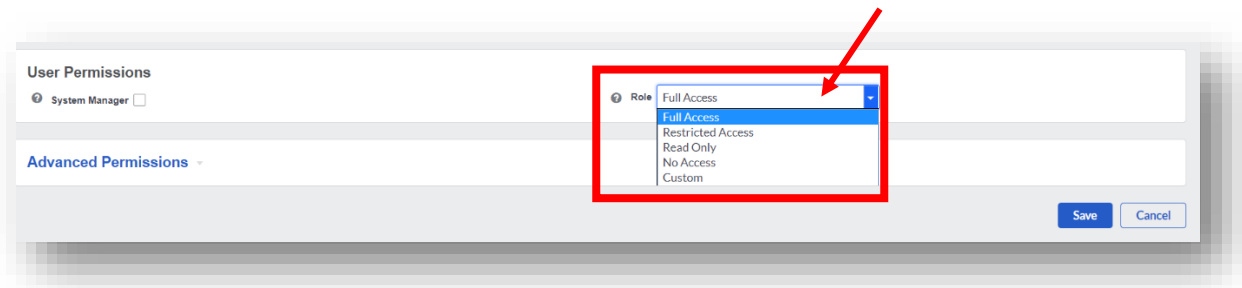 User Permissions
System Manager
Role Full Access
Full Access
Restricted Access
Read Only
No Access
Custom
Advanced Permissions
Save Cancel